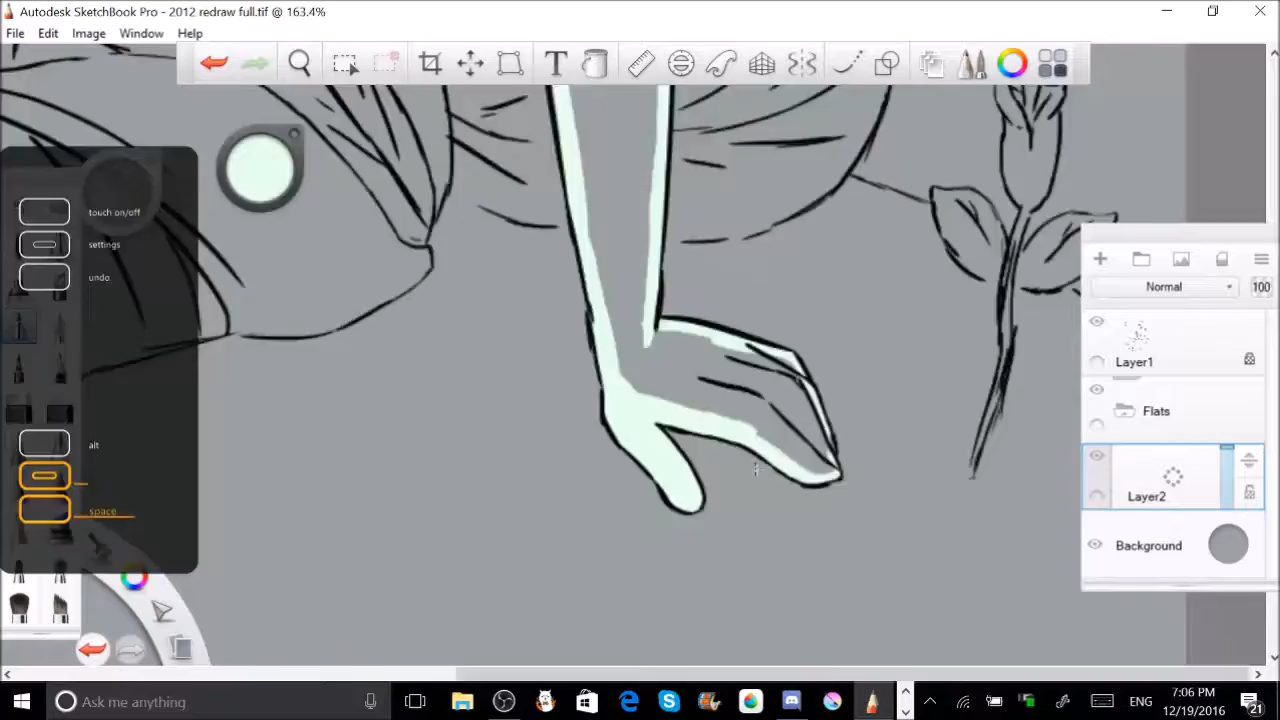 Autodesk SketchBook Pro - 2012 redraw full.tif @ 163.4%
File Edit Image Window Help
T
touch on/off
settings
undo
alt
space
Normal 100
Layer1
Flats
Layer2
Background
Ask me anything
ENG
7:06 PM
12/19/2016
21